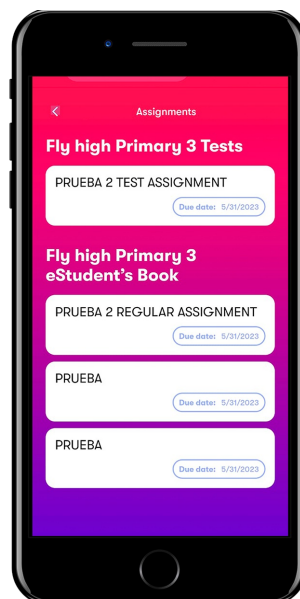 Assignments
Fly high Primary 3 Tests
PRUEBA 2 TEST ASSIGNMENT
Due date: 5/31/2023
Fly high Primary 3
eStudent's Book
PRUEBA 2 REGULAR ASSIGNMENT
Due date: 5/31/2023
PRUEBA
Due date: 5/31/2023
PRUEBA
Due date: 5/31/2023